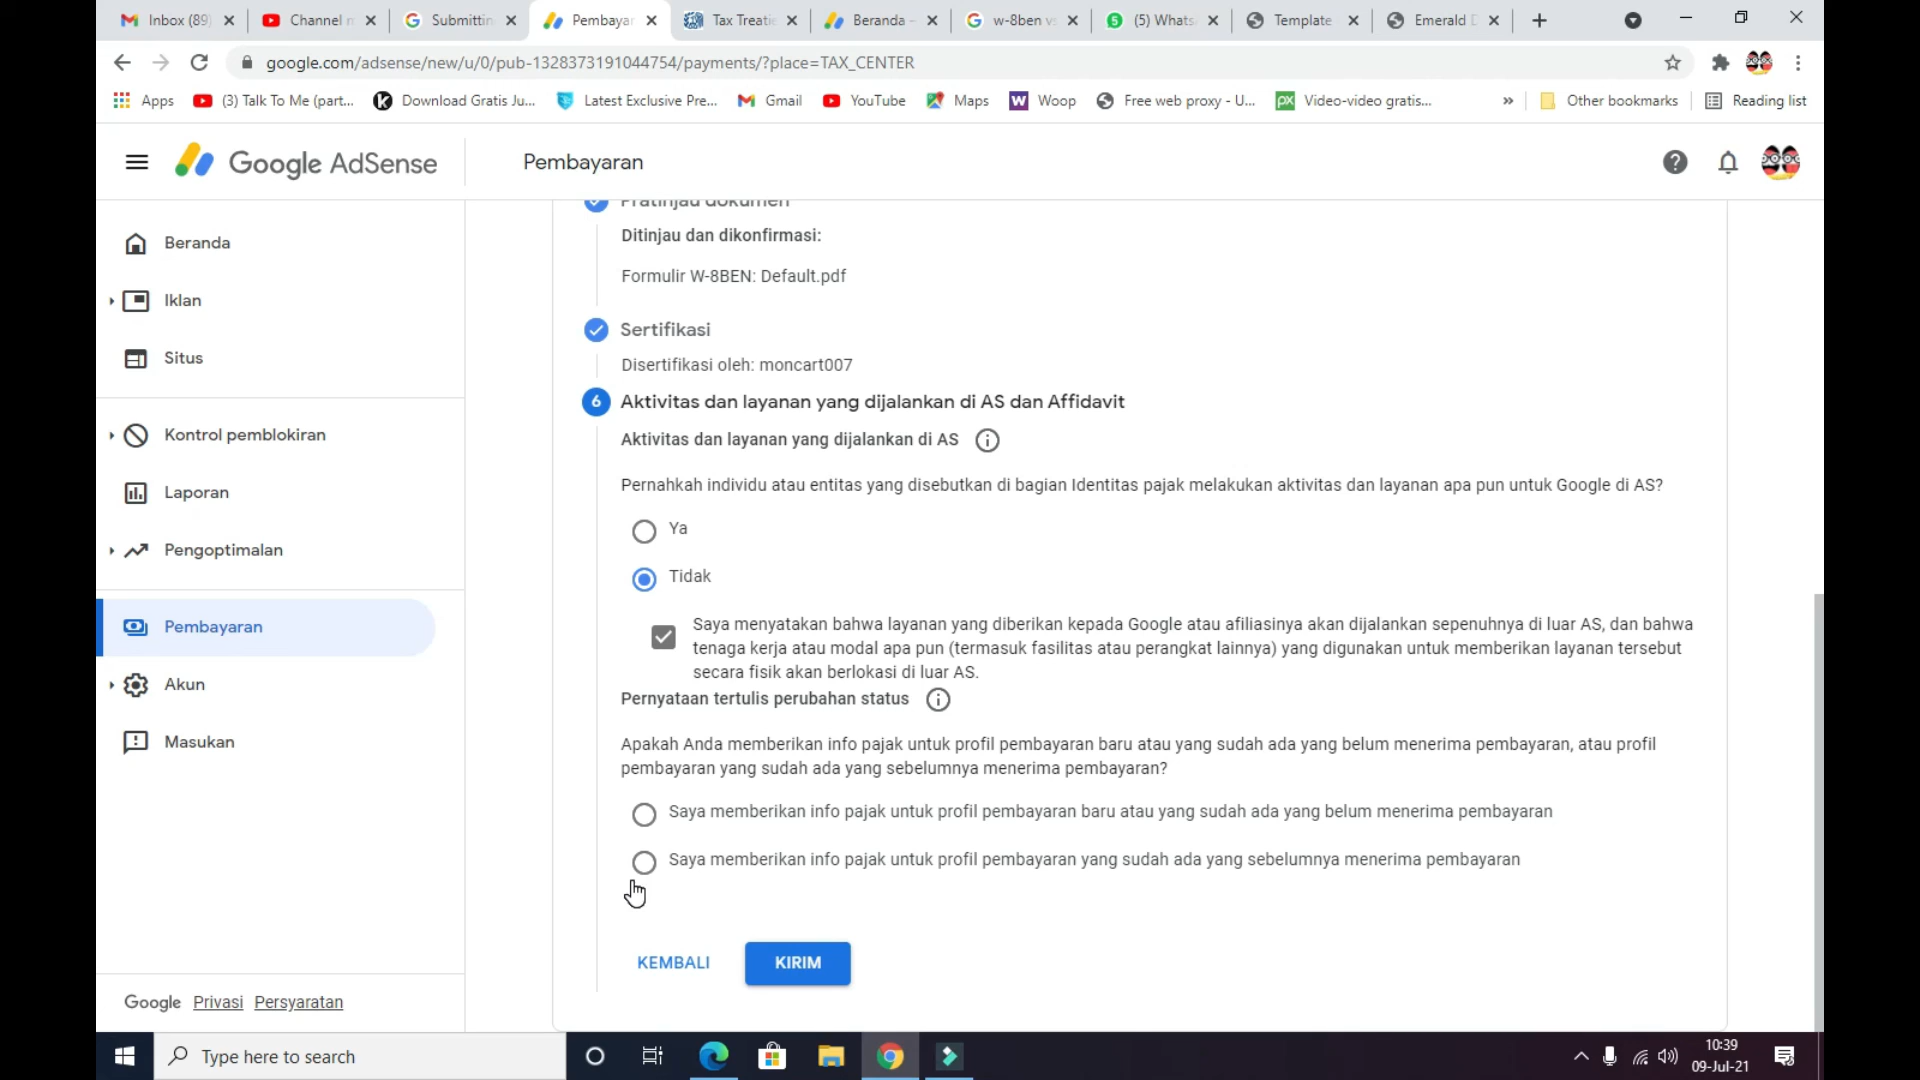 Inbox (89)
Channel
Submittin
Pembayar
Tax Treati
Beranda -
w-8ben v
(5) Whats
Template
Emerald
google.com/adsense/new/u/0/pub-1328373191044754/payments/?place=TAX_CENTER
Apps
(3) Talk To Me (part...
Download Gratis Ju...
Latest Exclusive Pre...
Gmail
YouTube
Maps
Woop
Free web proxy - U...
Video-video gratis...
»
Other bookmarks
Reading list
Google AdSense
Pembayaran
Beranda
Iklan
Situs
Kontrol pemblokiran
Laporan
Pengoptimalan
Pembayaran
Akun
Masukan
Google Privasi Persyaratan
Pratinjau dokumen
Ditinjau dan dikonfirmasi:
Formulir W-8BEN: Default.pdf
Sertifikasi
Disertifikasi oleh: moncart007
6 Aktivitas dan layanan yang dijalankan di AS dan Affidavit
Aktivitas dan layanan yang dijalankan di AS
Pernahkah individu atau entitas yang disebutkan di bagian Identitas pajak melakukan aktivitas dan layanan apa pun untuk Google di AS?
Ya
Tidak
Saya menyatakan bahwa layanan yang diberikan kepada Google atau afiliasinya akan dijalankan sepenuhnya di luar AS, dan bahwa
tenaga kerja atau modal apa pun (termasuk fasilitas atau perangkat lainnya) yang digunakan untuk memberikan layanan tersebut
secara fisik akan berlokasi di luar AS.
Pernyataan tertulis perubahan status
Apakah Anda memberikan info pajak untuk profil pembayaran baru atau yang sudah ada yang belum menerima pembayaran, atau profil
pembayaran yang sudah ada yang sebelumnya menerima pembayaran?
Saya memberikan info pajak untuk profil pembayaran baru atau yang sudah ada yang belum menerima pembayaran
Saya memberikan info pajak untuk profil pembayaran yang sudah ada yang sebelumnya menerima pembayaran
KEMBALI
KIRIM
Type here to search
10:39
09-Jul-21